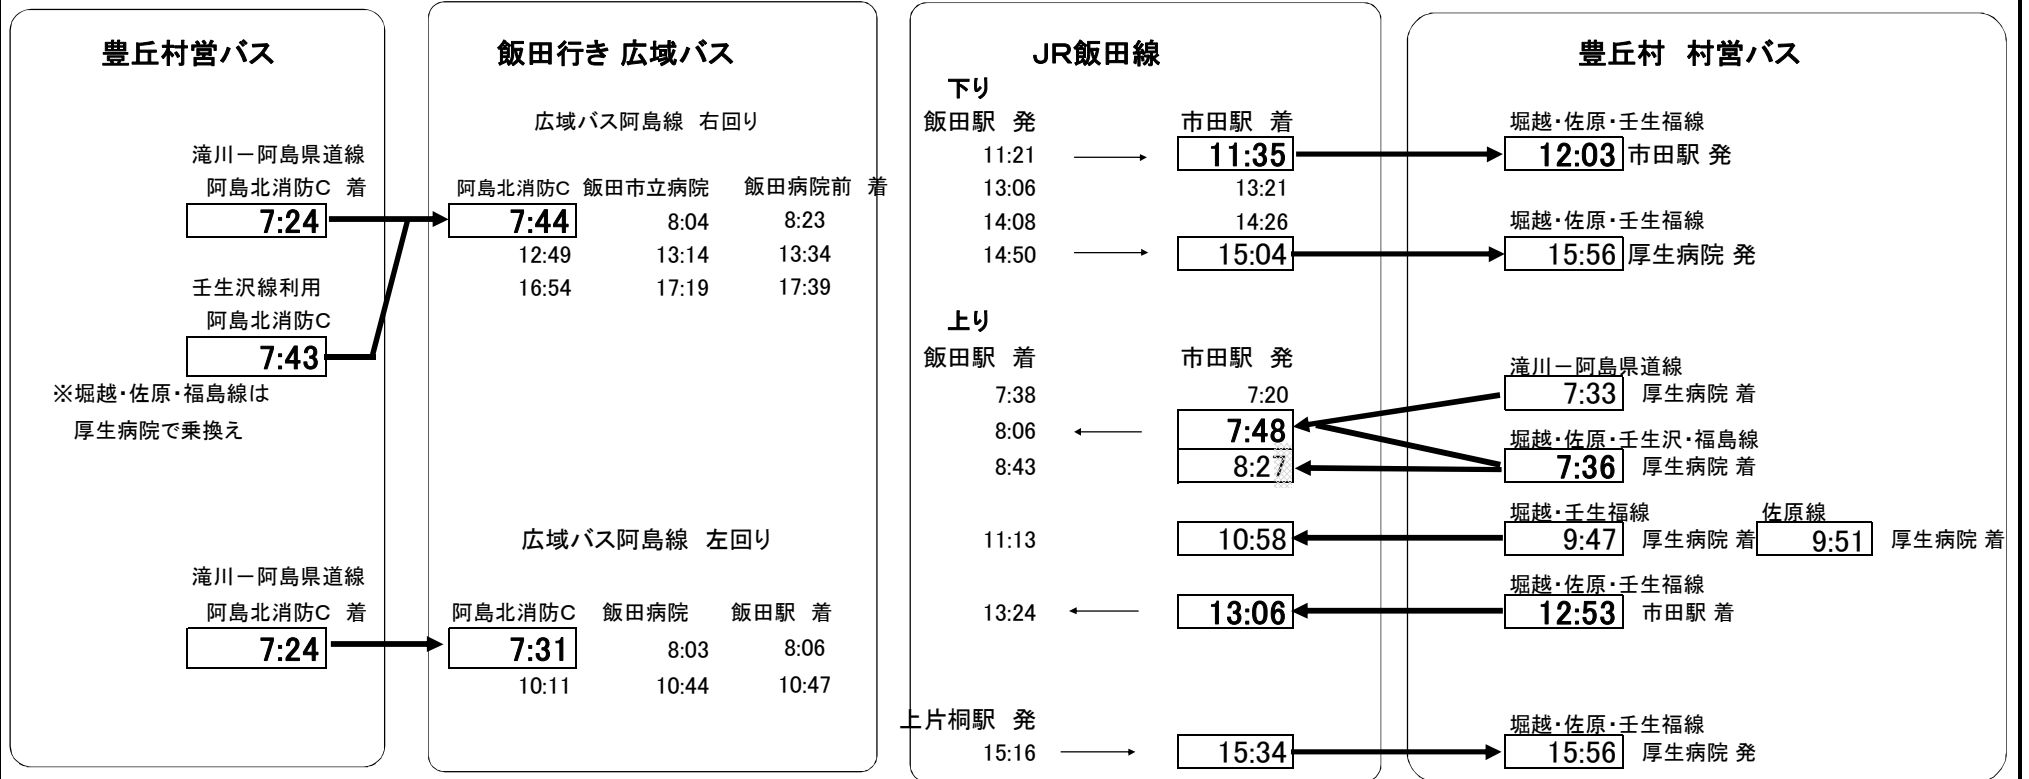 豊丘村営バス
滝川－阿島県道線
阿島北消防C 着
7:24
壬生沢線利用
阿島北消防C
7:43
※堀越・佐原・福島線は
厚生病院で乗換え
滝川－阿島県道線
阿島北消防C 着
7:24
飯田行き 広域バス
広域バス阿島線 右回り
阿島北消防C 飯田市立病院 飯田病院前 着
7:44 8:04 8:23
12:49 13:14 13:34
16:54 17:19 17:39
広域バス阿島線 左回り
阿島北消防C 飯田病院 飯田駅 着
7:31 8:03 8:06
10:11 10:44 10:47
JR飯田線
下り
飯田駅 発 市田駅 着
11:21 11:35
13:06 13:21
14:08 14:26
14:50 15:04
上り
飯田駅 着 市田駅 発
7:38 7:20
8:06 7:48
8:43 8:27
11:13 10:58
13:24 13:06
上片桐駅 発
15:16 15:34
豊丘村 村営バス
堀越・佐原・壬生福線
12:03 市田駅 発
堀越・佐原・壬生福線
15:56 厚生病院 発
滝川－阿島県道線
7:33 厚生病院 着
堀越・佐原・壬生沢・福島線
7:36 厚生病院 着
堀越・壬生福線 佐原線
9:47 厚生病院 着 9:51 厚生病院 着
堀越・佐原・壬生福線
12:53 市田駅 着
堀越・佐原・壬生福線
15:56 厚生病院 発